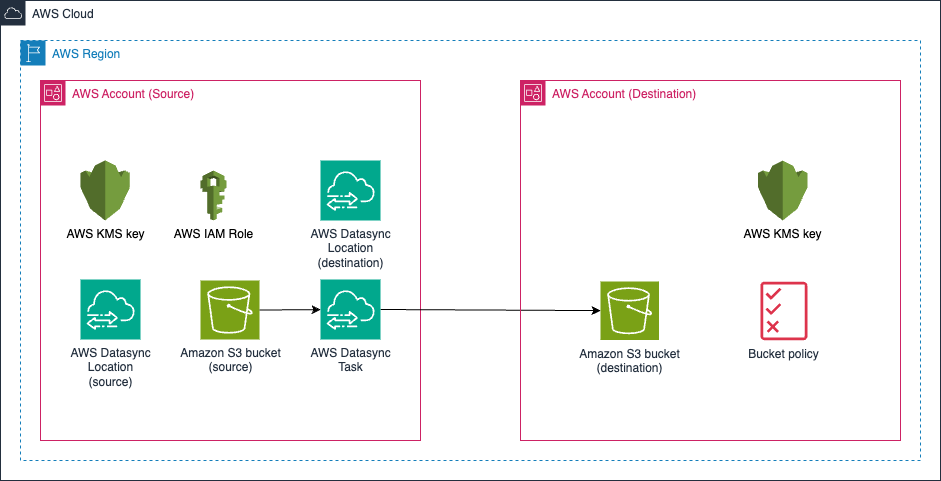 AWS Cloud
AWS Region
AWS Account (Source)
AWS KMS key
AWS IAM Role
AWS Datasync
Location
(destination)
AWS Datasync
Location
(source)
Amazon S3 bucket
(source)
AWS Datasync
Task
AWS Account (Destination)
AWS KMS key
Amazon S3 bucket
(destination)
Bucket policy